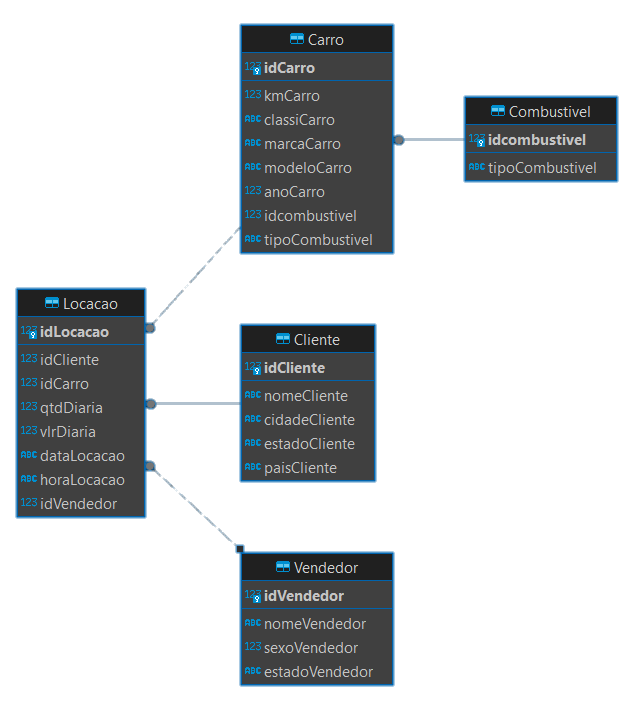 Carro
123 idCarro
123 kmCarro
ABC classiCarro
ABC marcaCarro
ABC modeloCarro
123 anoCarro
123 idcombustivel
ABC tipoCombustivel
Combustivel
123 idcombustivel
ABC tipoCombustivel
Locacao
123 idLocacao
123 idCliente
123 idCarro
123 qtdDiaria
123 vlrDiaria
ABC dataLocacao
ABC horaLocacao
123 idVendedor
Cliente
123 idCliente
ABC nomeCliente
ABC cidadeCliente
ABC estadoCliente
ABC paisCliente
Vendedor
123 idVendedor
ABC nomeVendedor
123 sexoVendedor
ABC estadoVendedor